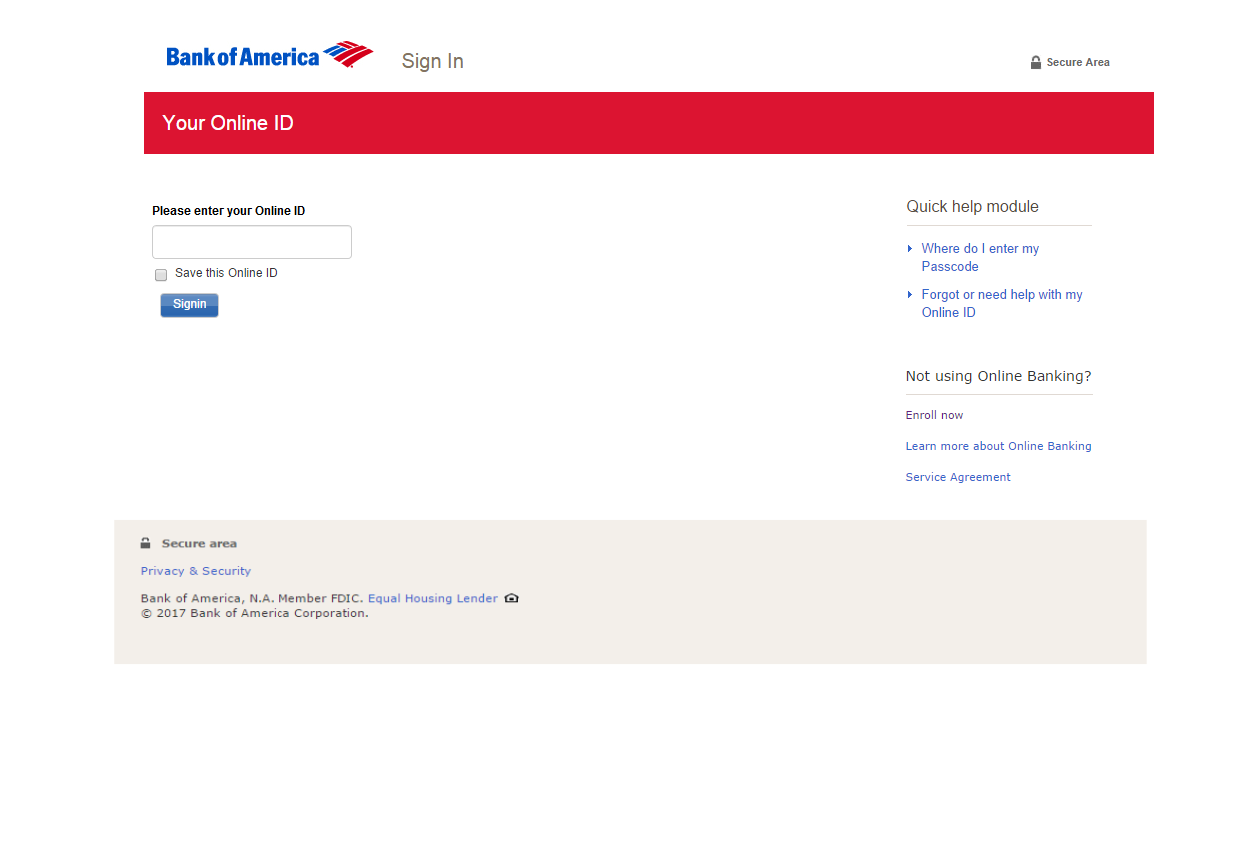 Bank of America
Sign In
Secure Area
Your Online ID
Please enter your Online ID
Save this Online ID
Signin
Quick help module
Where do I enter my
Passcode
Forgot or need help with my
Online ID
Not using Online Banking?
Enroll now
Learn more about Online Banking
Service Agreement
Secure area
Privacy & Security
Bank of America, N.A. Member FDIC. Equal Housing Lender
© 2017 Bank of America Corporation.